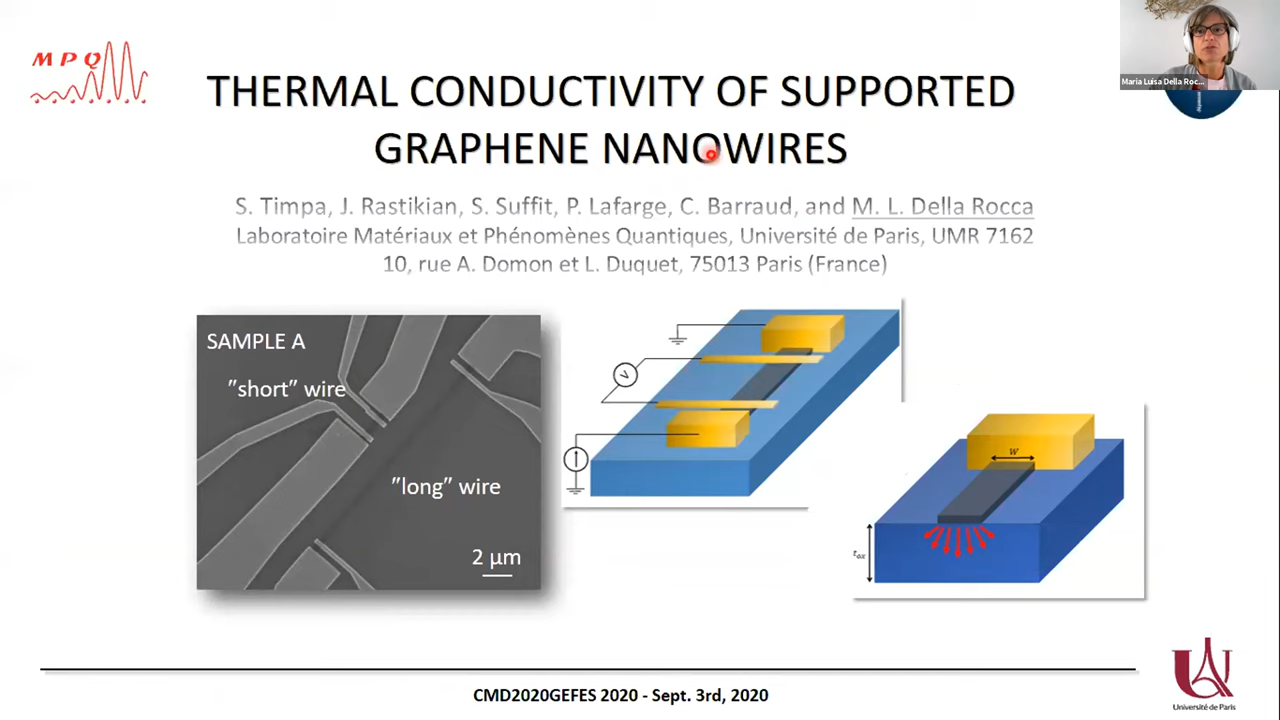 MPQ
Maria Luisa Della Roc...
THERMAL CONDUCTIVITY OF SUPPORTED
GRAPHENE NANOWIRES
S. Timpa, J. Rastikian, S. Suffit, P. Lafarge, C. Barraud, and M. L. Della Rocca
Laboratoire Matériaux et Phénomènes Quantiques, Université de Paris, UMR 7162
10, rue A. Domon et L. Duquet, 75013 Paris (France)
SAMPLE A
”short” wire
”long” wire
2 μm
V
W
CMD2020GEFES 2020 - Sept. 3rd, 2020
Université de Paris